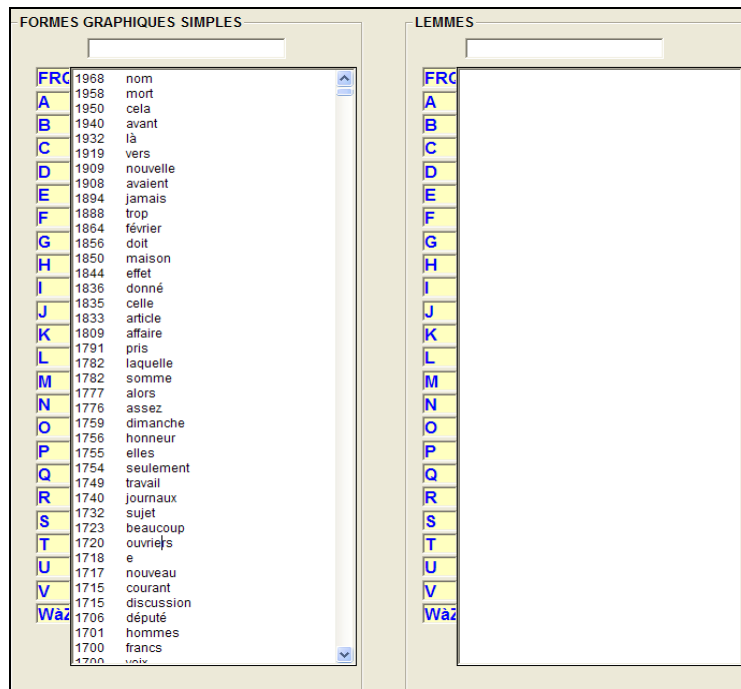 FORMES GRAPHIQUES SIMPLES
FRQ
A
B
C
D
E
F
G
H
I
J
K
L
M
N
O
P
Q
R
S
T
U
V
WàZ
1968 nom
1958 mort
1950 cela
1940 avant
1932 là
1919 vers
1909 nouvelle
1908 avaient
1894 jamais
1888 trop
1864 février
1856 doit
1850 maison
1844 effet
1836 donné
1835 celle
1833 article
1809 affaire
1791 pris
1782 laquelle
1782 somme
1777 alors
1776 assez
1759 dimanche
1756 honneur
1755 elles
1754 seulement
1749 travail
1740 journaux
1732 sujet
1723 beaucoup
1720 ouvriers
1718 e
1717 nouveau
1715 courant
1715 discussion
1706 député
1701 hommes
1700 francs
1700 voix
LEMMES
FRQ
A
B
C
D
E
F
G
H
I
J
K
L
M
N
O
P
Q
R
S
T
U
V
WàZ